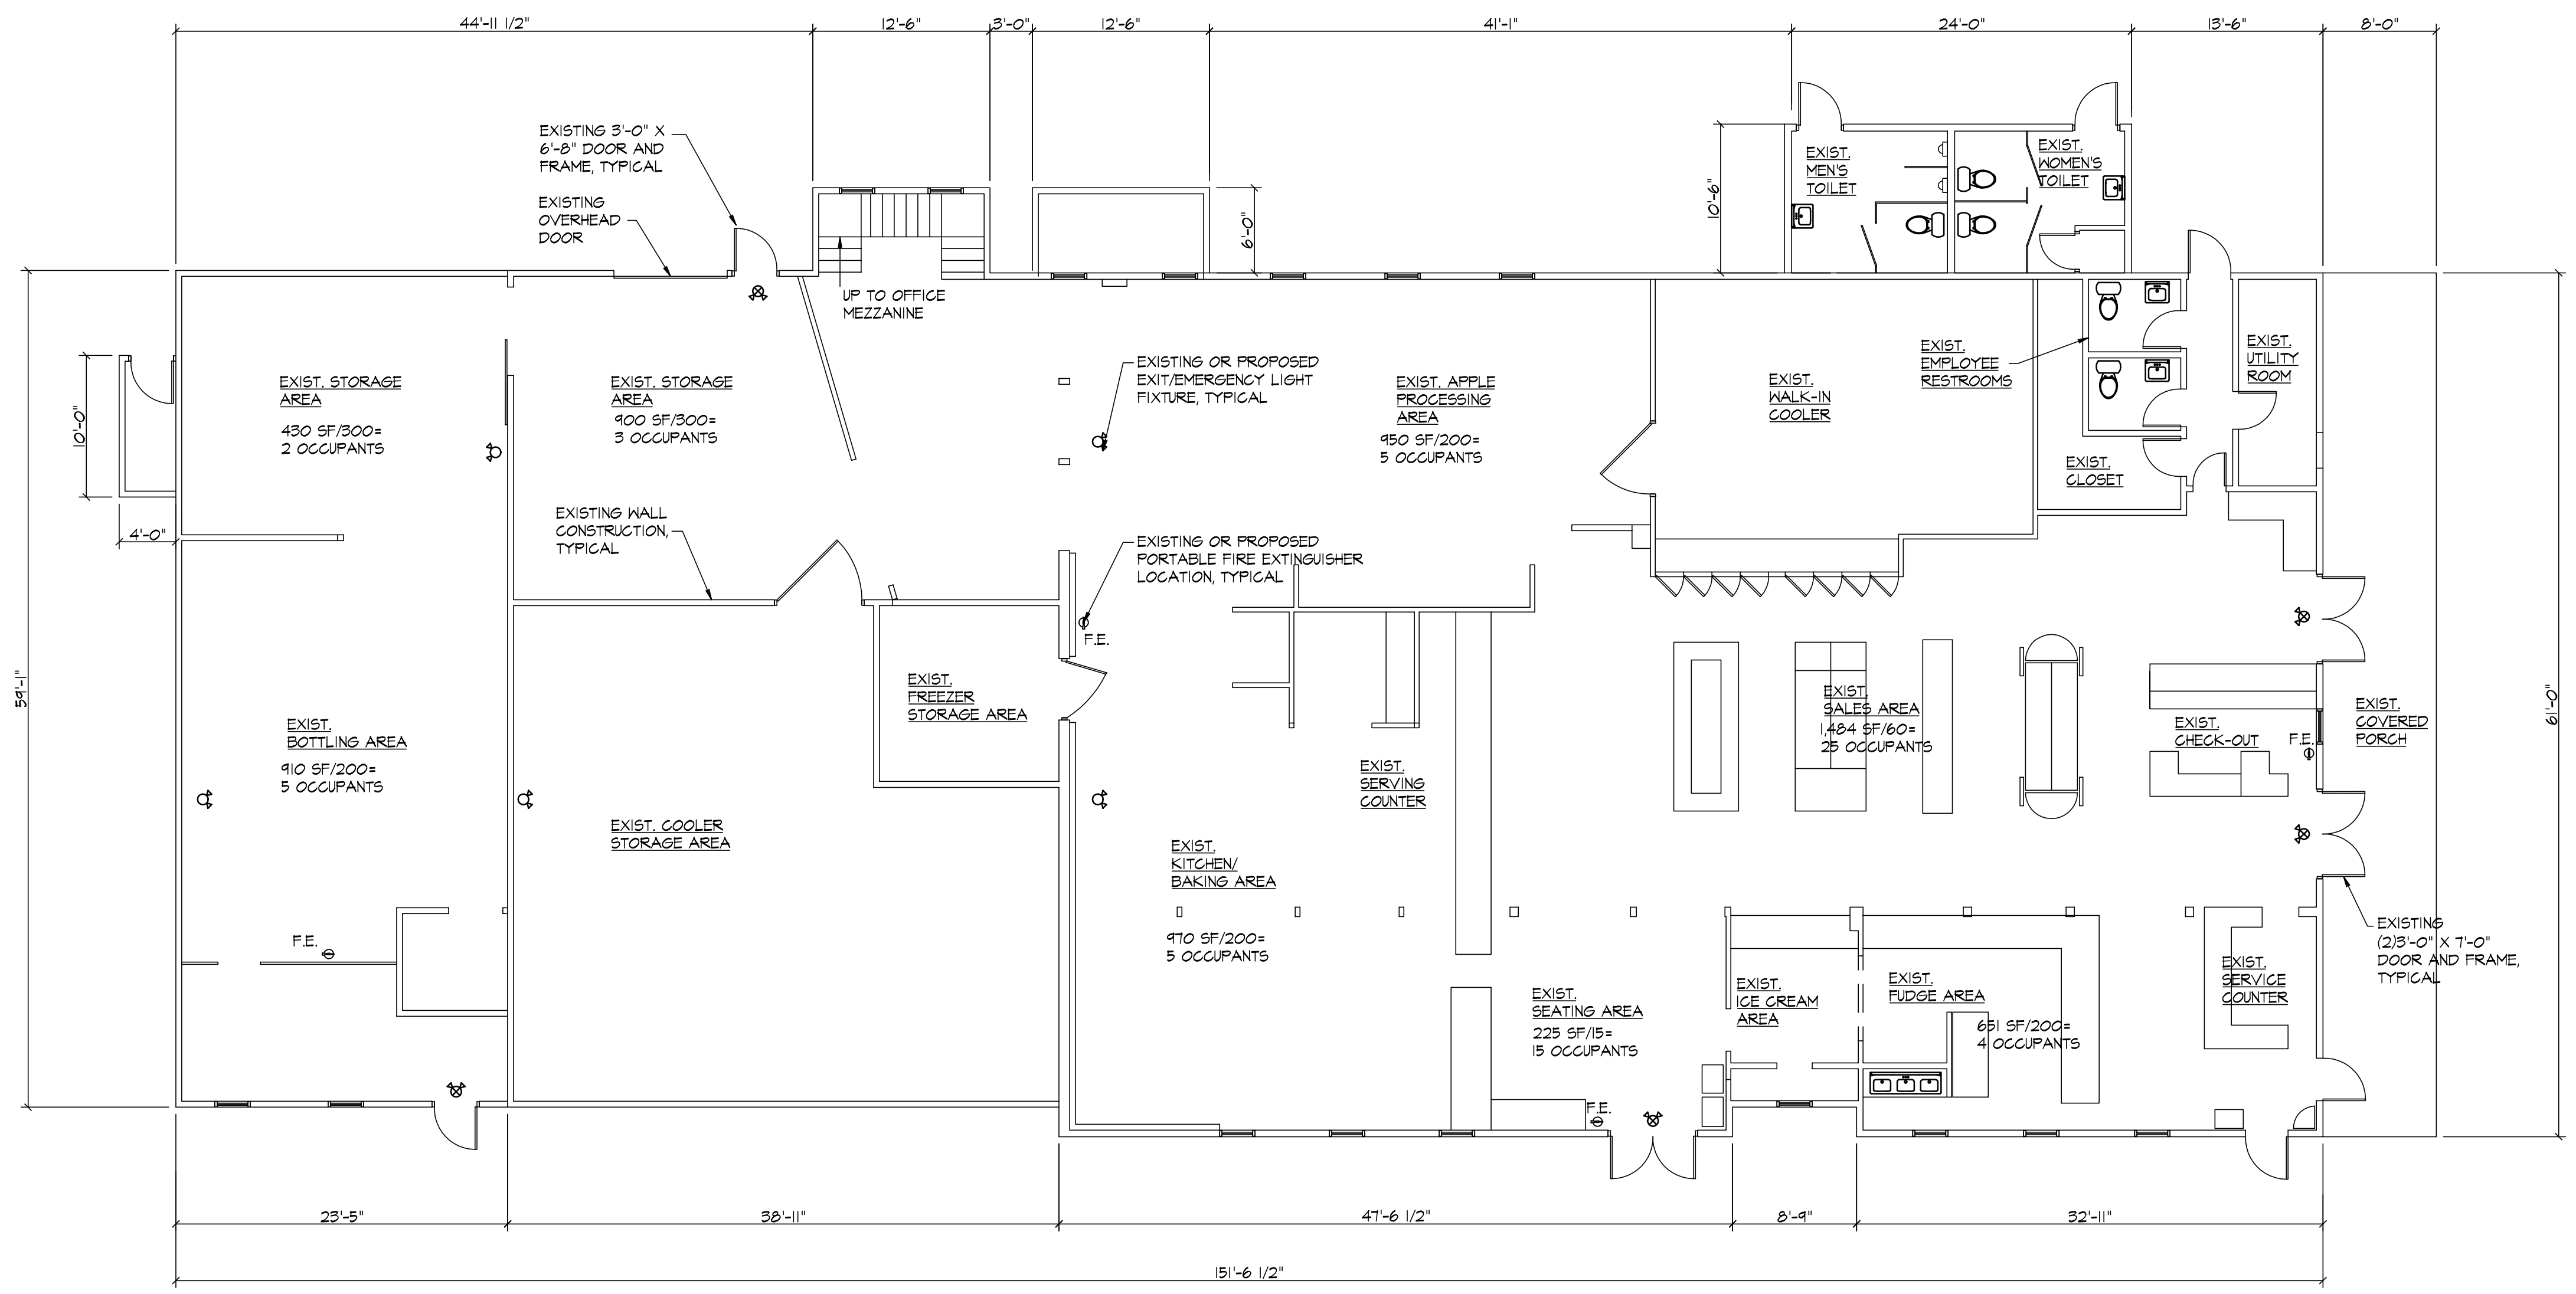 44'-11 1/2"
12'-6"
3'-0"
12'-6"
41'-1"
24'-0"
13'-6"
8'-0"
EXISTING 3'-0" X
6'-8" DOOR AND
FRAME, TYPICAL
EXISTING
OVERHEAD
DOOR
UP TO OFFICE
MEZZANINE
6'-0"
10'-6"
EXIST.
MEN'S
TOILET
EXIST.
WOMEN'S
TOILET
59'-1"
10'-0"
4'-0"
EXIST. STORAGE
AREA
430 SF/300=
2 OCCUPANTS
EXIST. STORAGE
AREA
900 SF/300=
3 OCCUPANTS
EXISTING OR PROPOSED
EXIT/EMERGENCY LIGHT
FIXTURE, TYPICAL
EXIST. APPLE
PROCESSING
AREA
950 SF/200=
5 OCCUPANTS
EXIST.
WALK-IN
COOLER
EXIST.
EMPLOYEE
RESTROOMS
EXIST.
UTILITY
ROOM
EXIST.
CLOSET
EXISTING WALL
CONSTRUCTION,
TYPICAL
EXISTING OR PROPOSED
PORTABLE FIRE EXTINGUISHER
LOCATION, TYPICAL
F.E.
EXIST.
FREEZER
STORAGE AREA
EXIST.
BOTTLING AREA
910 SF/200=
5 OCCUPANTS
EXIST. COOLER
STORAGE AREA
EXIST.
SERVING
COUNTER
EXIST.
SALES AREA
1,484 SF/60=
25 OCCUPANTS
EXIST.
CHECK-OUT
F.E.
EXIST.
COVERED
PORCH
61'-0"
EXIST.
KITCHEN/
BAKING AREA
970 SF/200=
5 OCCUPANTS
F.E.
EXIST.
SEATING AREA
225 SF/15=
15 OCCUPANTS
EXIST.
ICE CREAM
AREA
EXIST.
FUDGE AREA
651 SF/200=
4 OCCUPANTS
EXIST.
SERVICE
COUNTER
EXISTING
(2)3'-0" X 7'-0"
DOOR AND FRAME,
TYPICAL
F.E.
23'-5"
38'-11"
47'-6 1/2"
8'-9"
32'-11"
151'-6 1/2"